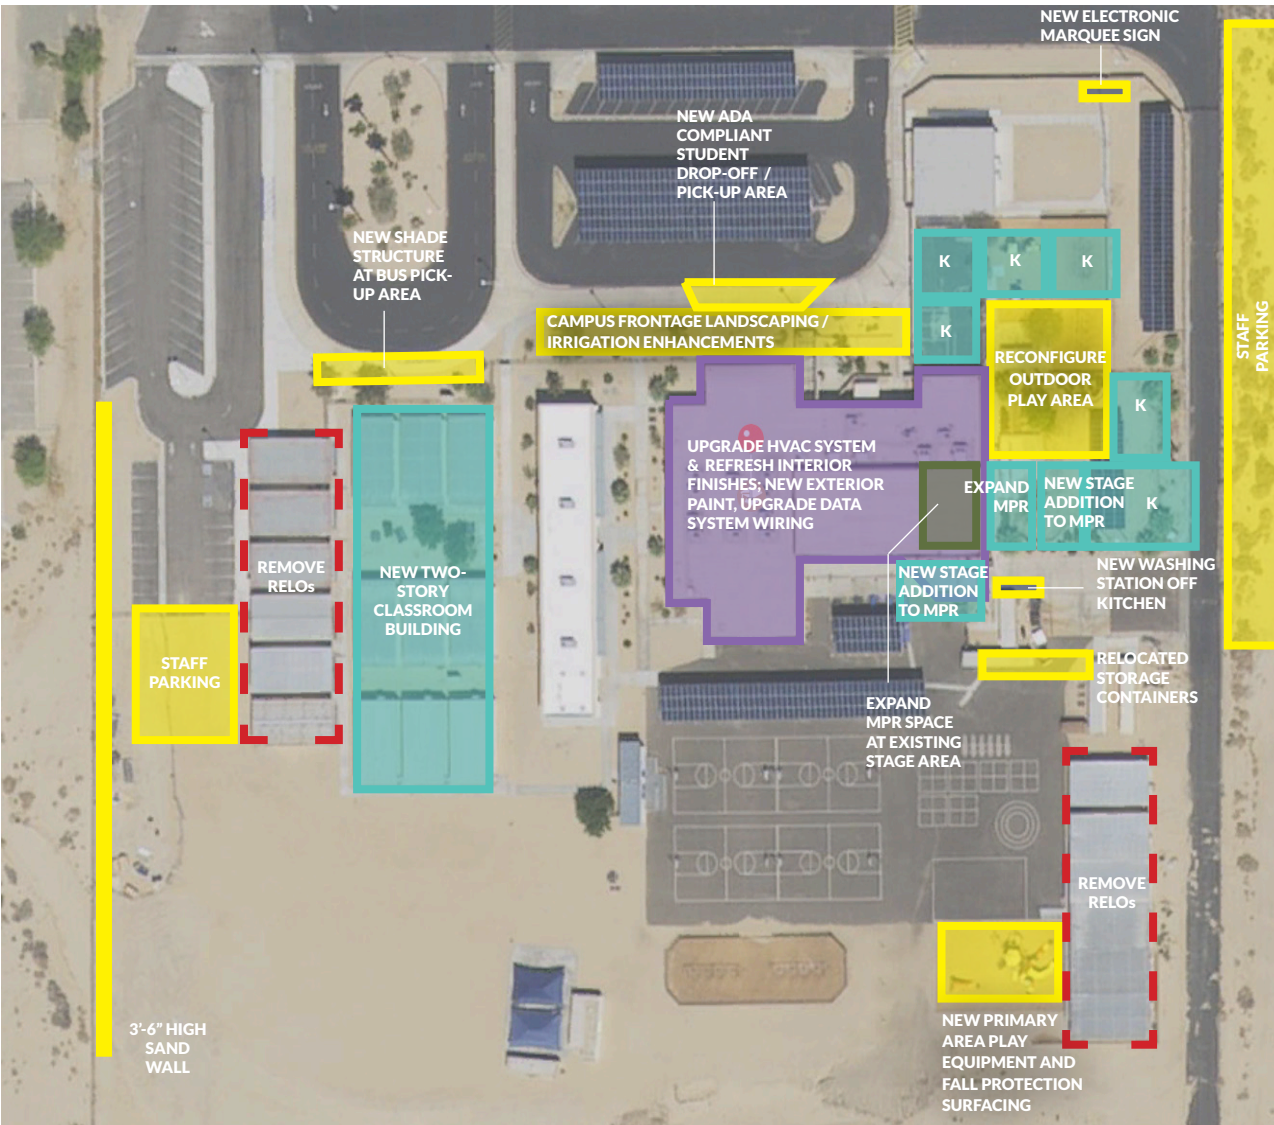 NEW ELECTRONIC
MARQUEE SIGN
NEW ADA
COMPLIANT
STUDENT
DROP-OFF /
PICK-UP AREA
NEW SHADE
STRUCTURE
AT BUS PICK-
UP AREA
K
K
K
K
CAMPUS FRONTAGE LANDSCAPING /
IRRIGATION ENHANCEMENTS
STAFF
PARKING
RECONFIGURE
OUTDOOR
PLAY AREA
K
UPGRADE HVAC SYSTEM
& REFRESH INTERIOR
FINISHES; NEW EXTERIOR
PAINT, UPGRADE DATA
SYSTEM WIRING
EXPAND
MPR
NEW STAGE
ADDITION
TO MPR
K
REMOVE
RELOs
NEW TWO-
STORY
CLASSROOM
BUILDING
NEW STAGE
ADDITION
TO MPR
NEW WASHING
STATION OFF
KITCHEN
STAFF
PARKING
RELOCATED
STORAGE
CONTAINERS
EXPAND
MPR SPACE
AT EXISTING
STAGE AREA
REMOVE
RELOs
3'-6” HIGH
SAND
WALL
NEW PRIMARY
AREA PLAY
EQUIPMENT AND
FALL PROTECTION
SURFACING